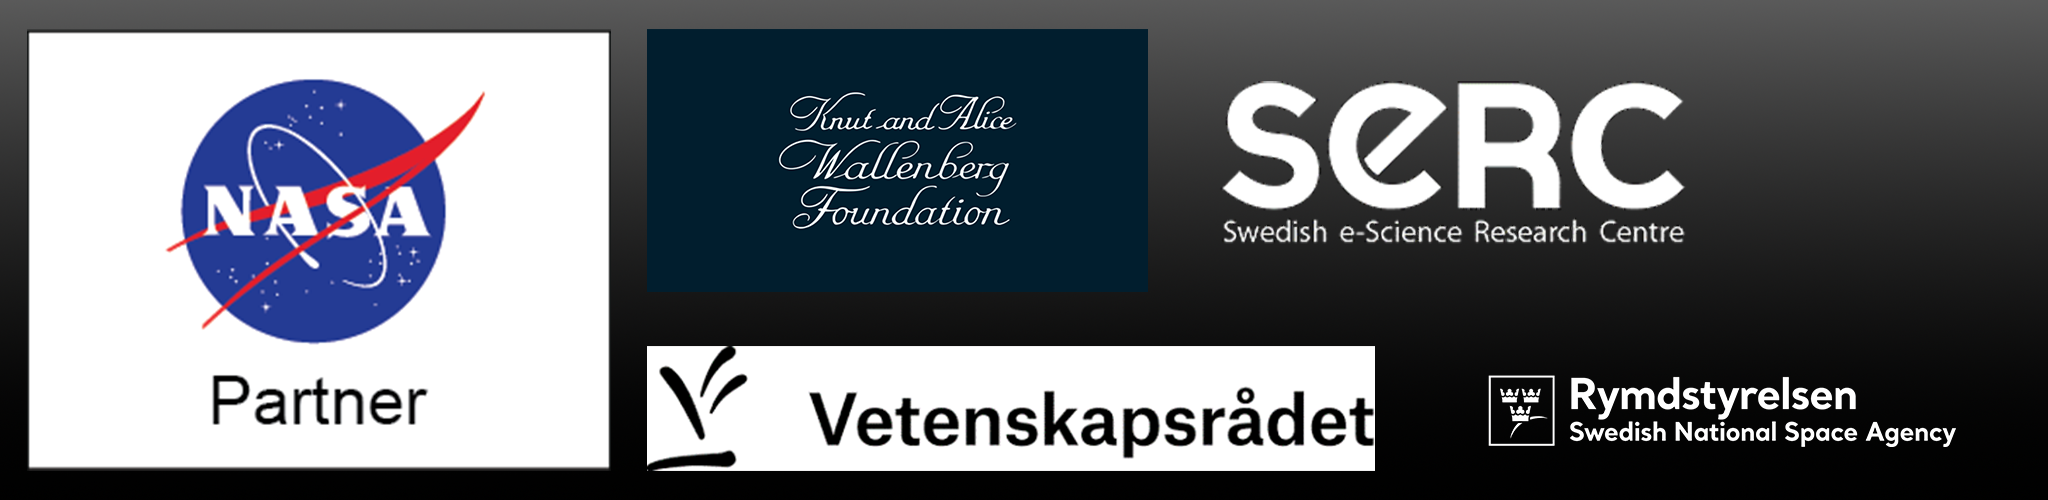 NASA
Partner
Knut and Alice
Wallenberg
Foundation
SeRC
Swedish e-Science Research Centre
Vetenskapsrådet
Rymdstyrelsen
Swedish National Space Agency